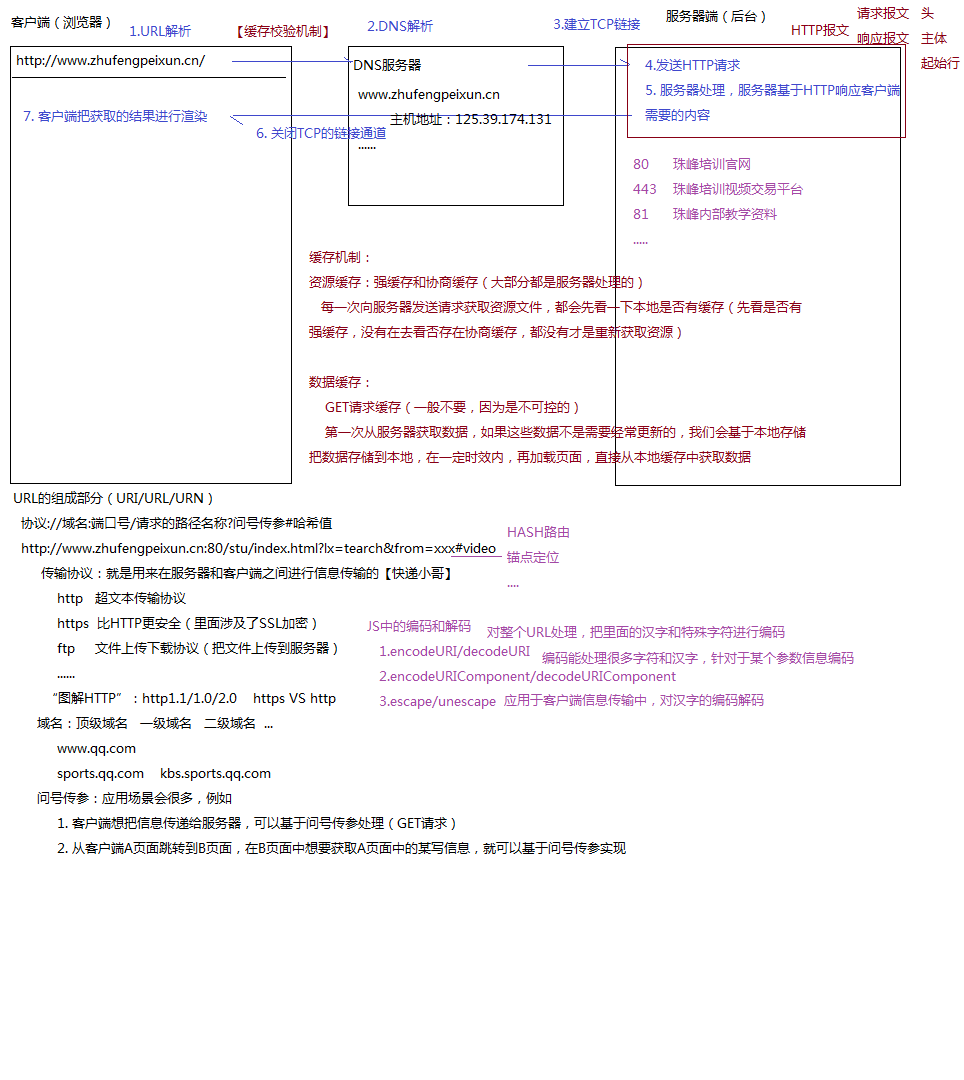 客户端（浏览器）
1.URL解析
【缓存校验机制】
2.DNS解析
3.建立TCP链接
服务器端（后台）
HTTP报文
请求报文 头
响应报文 主体
起始行
http://www.zhufengpeixun.cn/
DNS服务器
www.zhufengpeixun.cn
主机地址：125.39.174.131
......
4.发送HTTP请求
5. 服务器处理，服务器基于HTTP响应客户端
需要的内容
7. 客户端把获取的结果进行渲染
6. 关闭TCP的链接通道
80 珠峰培训官网
443 珠峰培训视频交易平台
81 珠峰内部教学资料
.....
缓存机制：
资源缓存：强缓存和协商缓存（大部分都是服务器处理的）
每一次向服务器发送请求获取资源文件，都会先看一下本地是否有缓存（先看是否有
强缓存，没有在去看否存在协商缓存，都没有才是重新获取资源）
数据缓存：
GET请求缓存（一般不要，因为是不可控的）
第一次从服务器获取数据，如果这些数据不是需要经常更新的，我们会基于本地存储
把数据存储到本地，在一定时效内，再加载页面，直接从本地缓存中获取数据
URL的组成部分（URI/URL/URN）
协议://域名:端口号/请求的路径名称?问号传参#哈希值
http://www.zhufengpeixun.cn:80/stu/index.html?lx=tearch&from=xxx#video
HASH路由
锚点定位
....
传输协议：就是用来在服务器和客户端之间进行信息传输的【快递小哥】
http 超文本传输协议
https 比HTTP更安全（里面涉及了SSL加密）
ftp 文件上传下载协议（把文件上传到服务器）
......
“图解HTTP”：http1.1/1.0/2.0 https VS http
JS中的编码和解码
对整个URL处理，把里面的汉字和特殊字符进行编码
1.encodeURI/decodeURI
编码能处理很多字符和汉字，针对于某个参数信息编码
2.encodeURIComponent/decodeURIComponent
3.escape/unescape 应用于客户端信息传输中，对汉字的编码解码
域名：顶级域名 一级域名 二级域名 ...
www.qq.com
sports.qq.com kbs.sports.qq.com
问号传参：应用场景会很多，例如
1. 客户端想把信息传递给服务器，可以基于问号传参处理（GET请求）
2. 从客户端A页面跳转到B页面，在B页面中想要获取A页面中的某写信息，就可以基于问号传参实现